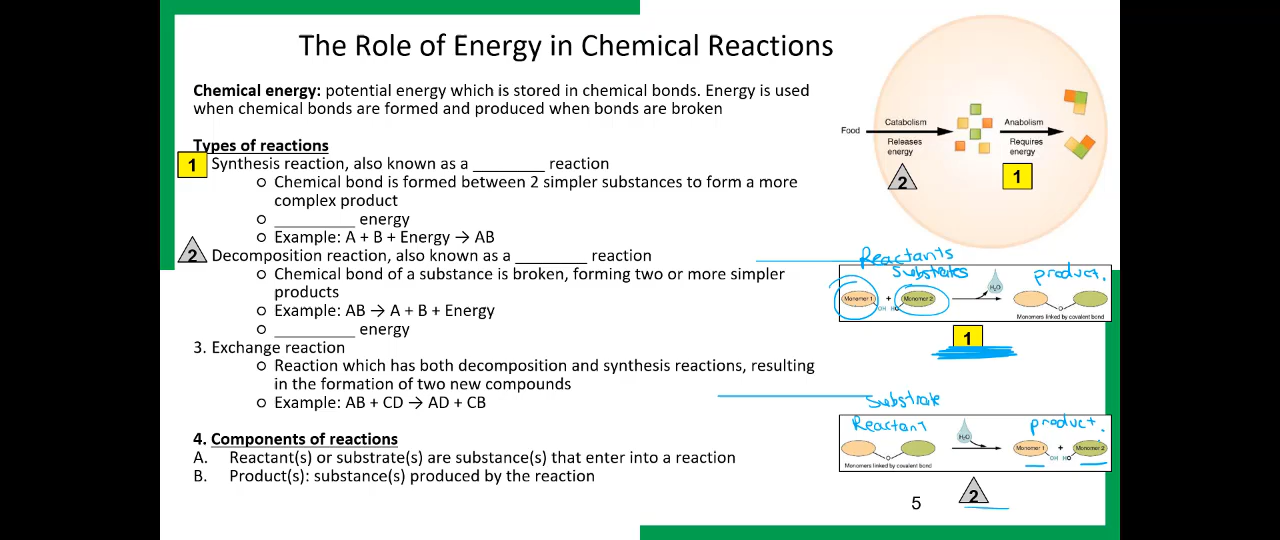 The Role of Energy in Chemical Reactions
Chemical energy: potential energy which is stored in chemical bonds. Energy is used
when chemical bonds are formed and produced when bonds are broken
Types of reactions
1 Synthesis reaction, also known as a ________ reaction
o Chemical bond is formed between 2 simpler substances to form a more
complex product
o _________ energy
o Example: A + B + Energy → AB
2 Decomposition reaction, also known as a ________ reaction
o Chemical bond of a substance is broken, forming two or more simpler
products
o Example: AB → A + B + Energy
o _________ energy
3. Exchange reaction
o Reaction which has both decomposition and synthesis reactions, resulting
in the formation of two new compounds
o Example: AB + CD → AD + CB
4. Components of reactions
A. Reactant(s) or substrate(s) are substance(s) that enter into a reaction
B. Product(s): substance(s) produced by the reaction
Food
Catabolism
Releases
energy
2
Anabolism
Requires
energy
1
Reactants
Substrates
product.
Monomer 1 + Monomer 2
OH HO
H₂O
O
Monomers linked by covalent bond
1
Substrate
Reactant
product.
O
Monomers linked by covalent bond
H₂O
Monomer 1 + Monomer 2
OH HO
2
5